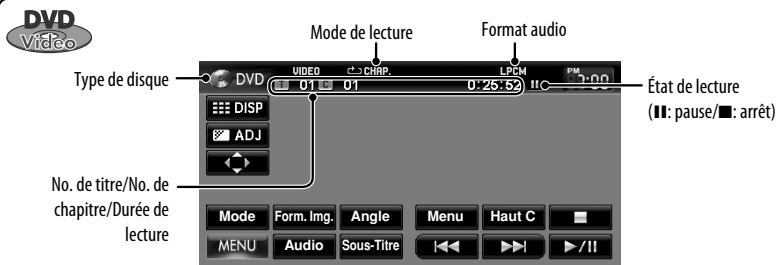 DVD
Video
Mode de lecture
Format audio
Type de disque
DVD
VIDEO
CHAP.
LPCM
PM
T 01 C 01 0:25:52
État de lecture
(▮▮: pause/■: arrêt)
DISP
ADJ
No. de titre/No. de
chapitre/Durée de
lecture
Mode Form. Img. Angle Menu Haut C ■
MENU Audio Sous-Titre ⏮ ⏭ ▶/▮▮